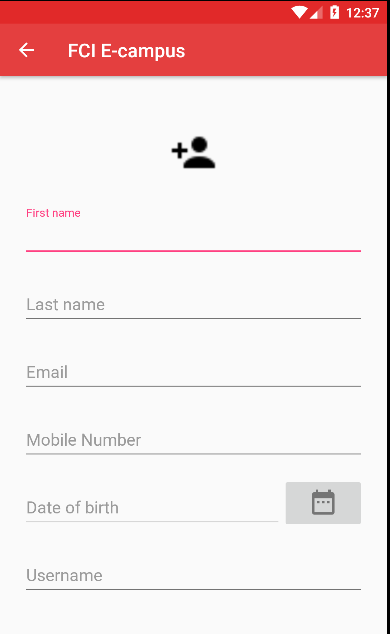 12:37
FCI E-campus
First name
Last name
Email
Mobile Number
Date of birth
Username